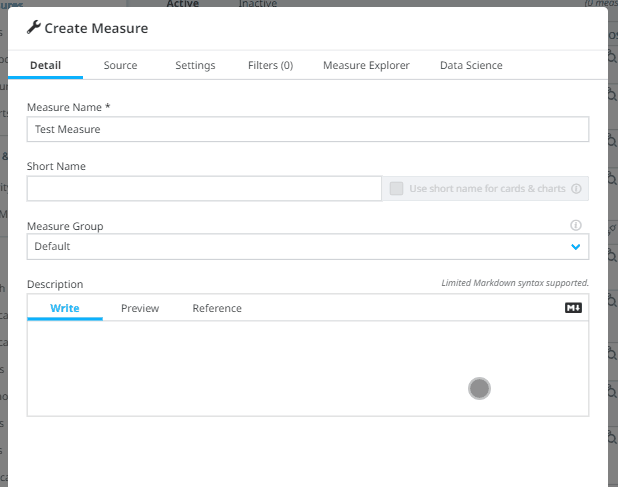 Active Inactive
Create Measure
Detail Source Settings Filters (0) Measure Explorer Data Science
Measure Name *
Test Measure
Short Name
Use short name for cards & charts
Measure Group
Default
Description Limited Markdown syntax supported.
Write Preview Reference
M